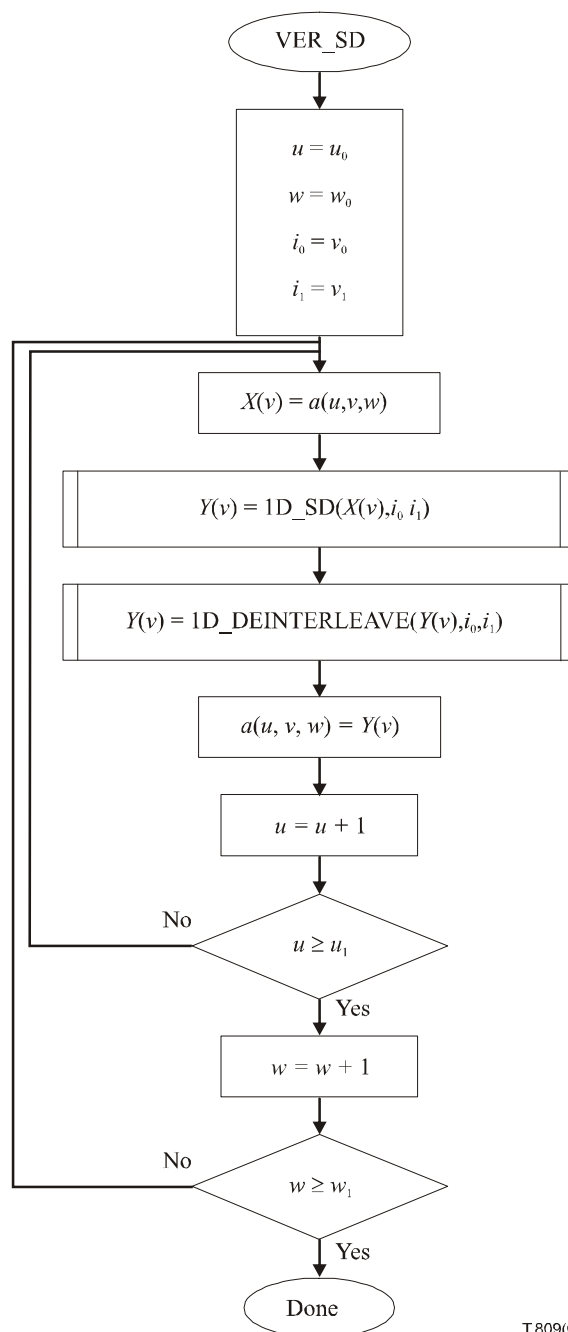 VER_SD
u = u₀
w = w₀
i₀ = v₀
i₁ = v₁
X(v) = a(u,v,w)
Y(v) = 1D_SD(X(v),i₀ i₁)
Y(v) = 1D_DEINTERLEAVE(Y(v),i₀,i₁)
a(u, v, w) = Y(v)
u = u + 1
No
u ≥ u₁
Yes
w = w + 1
No
w ≥ w₁
Yes
Done